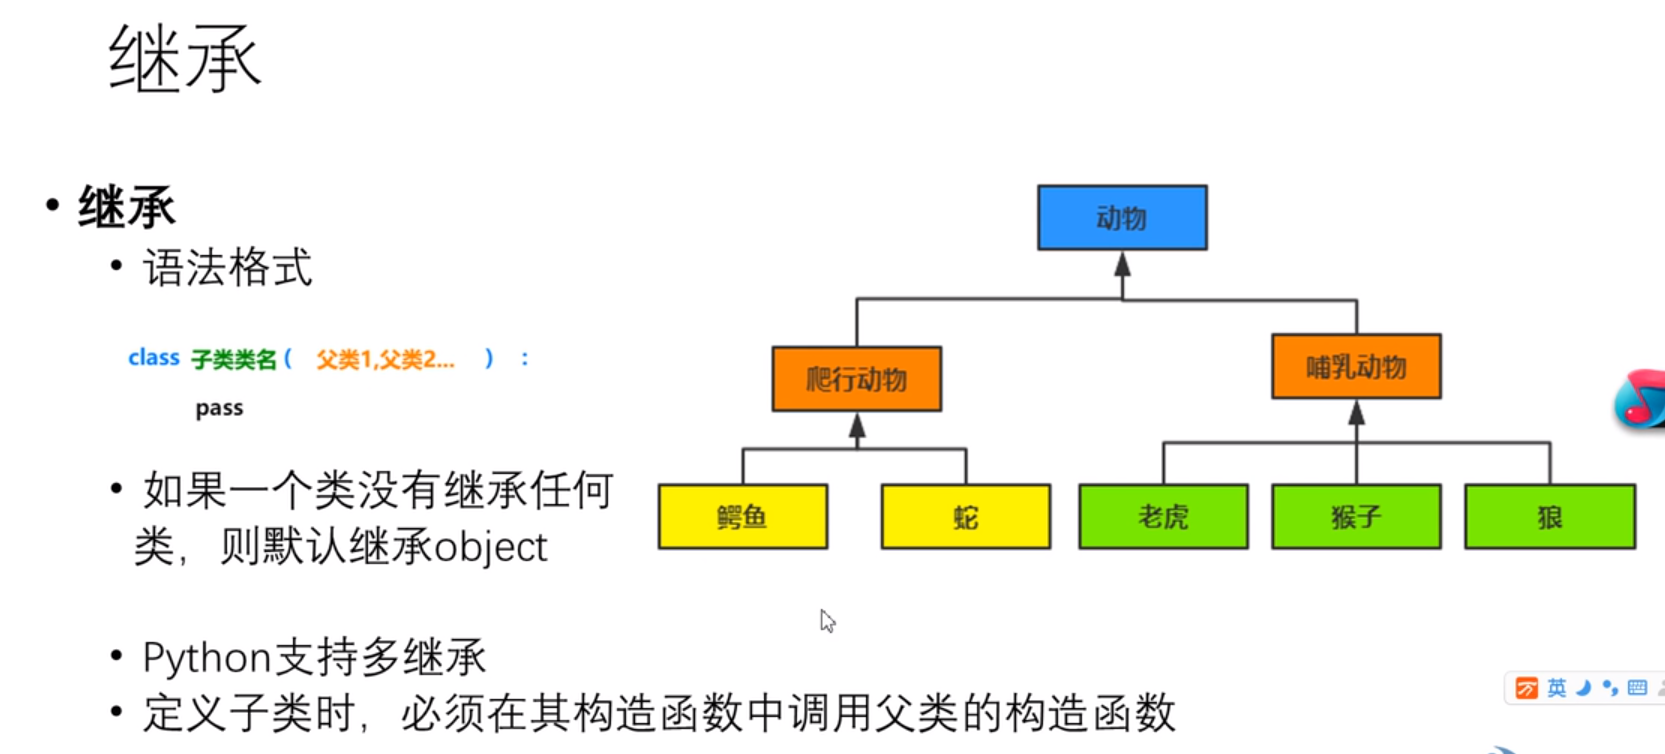 继承
• 继承
• 语法格式
class 子类类名 ( 父类1,父类2... ) :
pass
• 如果一个类没有继承任何
类，则默认继承object
• Python支持多继承
• 定义子类时，必须在其构造函数中调用父类的构造函数
动物
爬行动物
哺乳动物
鳄鱼
蛇
老虎
猴子
狼
英